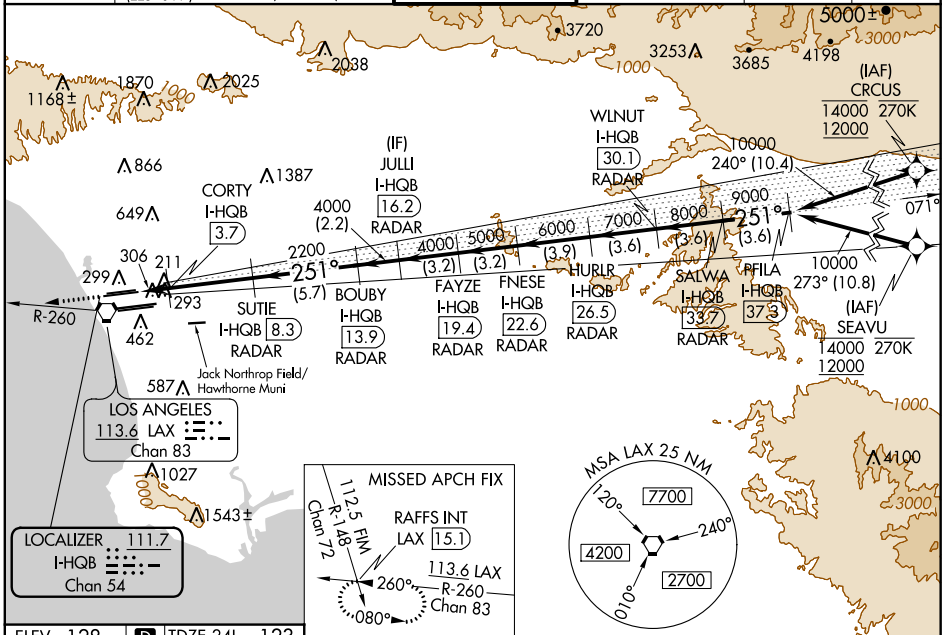 3720
5000±
3000
3253
3685
4198
1000
2038
1870
2025
1168±
1000
(IAF)
CRCUS
14000 270K
12000
WLNUT
I-HQB
30.1
RADAR
10000
240° (10.4)
(IF)
JULLI
I-HQB
16.2
RADAR
866
1387
CORTY
I-HQB
3.7
649
4000
(2.2)
071°
2200
4000
5000
6000
7000
8000
9000
251°
251°
(5.7)
(3.2)
(3.2)
(3.9)
(3.6)
(3.6)
(3.6)
10000
273° (10.8)
306
211
299
1293
R-260
462
SUTIE
I-HQB 8.3
RADAR
BOUBY
I-HQB
13.9
RADAR
FAYZE
I-HQB
19.4
RADAR
FNESE
I-HQB
22.6
RADAR
HURLR
I-HQB
26.5
RADAR
SALWA
I-HQB
33.7
RADAR
PFILA
I-HQB
37.3
(IAF)
SEAVU
14000 270K
12000
Jack Northrop Field/
Hawthorne Muni
587
LOS ANGELES
113.6 LAX
Chan 83
1027
1000
1543±
LOCALIZER 111.7
I-HQB
Chan 54
MISSED APCH FIX
112.5 FIM
R-148
Chan 72
RAFFS INT
LAX 15.1
113.6 LAX
R-260
Chan 83
260°
080°
MSA LAX 25 NM
120°
7700
240°
4200
2700
010°
1000
4100
3000